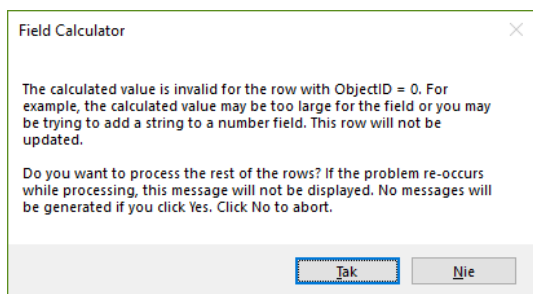 Field Calculator
The calculated value is invalid for the row with ObjectID = 0. For
example, the calculated value may be too large for the field or you may
be trying to add a string to a number field. This row will not be
updated.
Do you want to process the rest of the rows? If the problem re-occurs
while processing, this message will not be displayed. No messages will
be generated if you click Yes. Click No to abort.
Tak
Nie